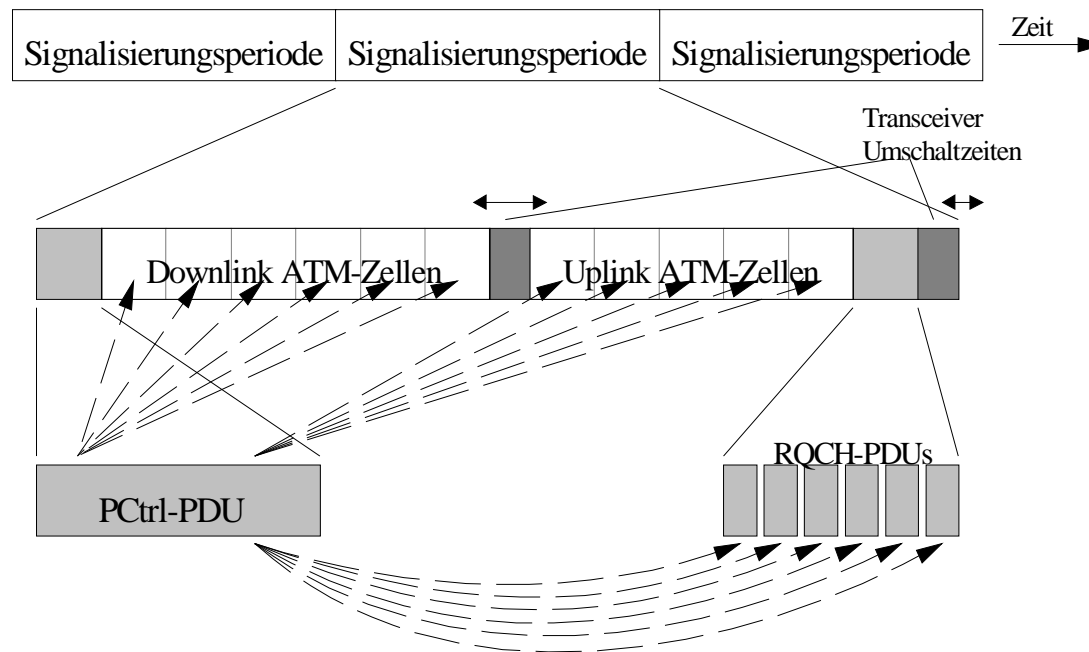 Signalisierungsperiode Signalisierungsperiode Signalisierungsperiode
Zeit
Transceiver
Umschaltzeiten
Downlink ATM-Zellen
Uplink ATM-Zellen
RQCH-PDUs
PCtrl-PDU